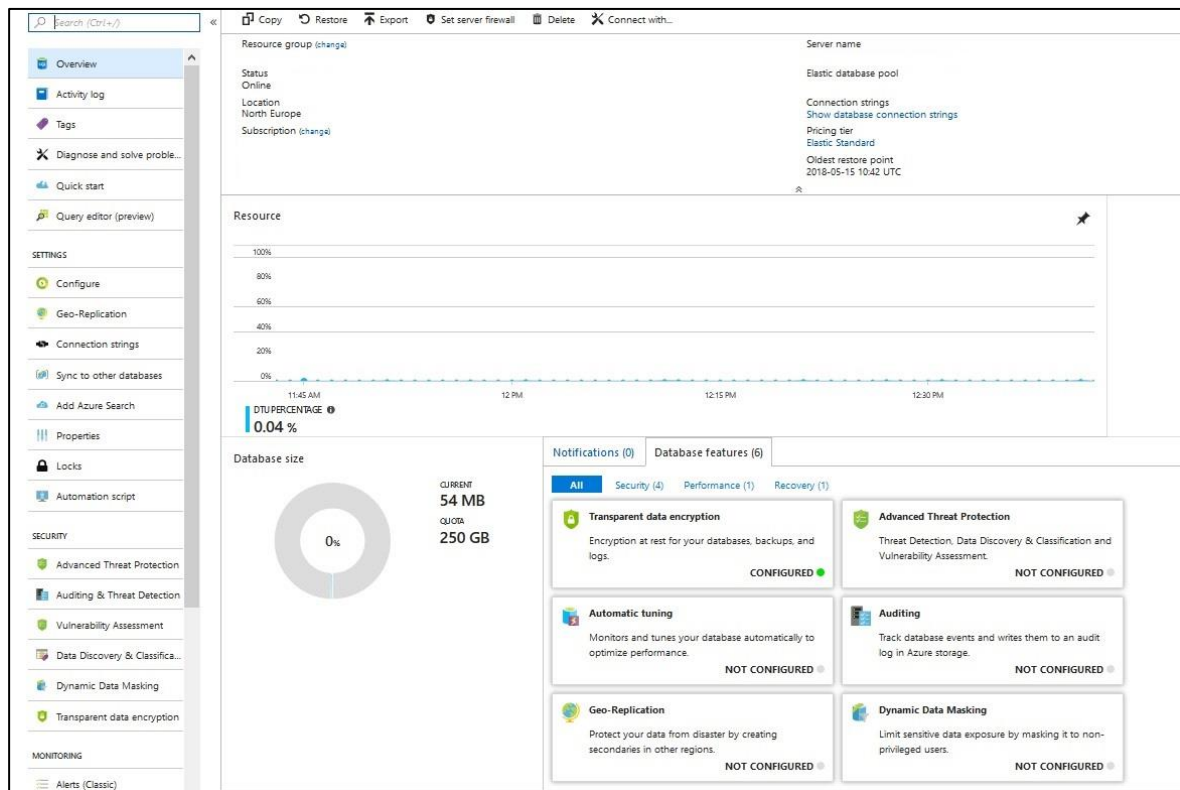 Search (Ctrl+/)
«
Overview
Activity log
Tags
Diagnose and solve proble...
Quick start
Query editor (preview)
SETTINGS
Configure
Geo-Replication
Connection strings
Sync to other databases
Add Azure Search
Properties
Locks
Automation script
SECURITY
Advanced Threat Protection
Auditing & Threat Detection
Vulnerability Assessment
Data Discovery & Classifica...
Dynamic Data Masking
Transparent data encryption
MONITORING
Alerts (Classic)
Copy Restore Export Set server firewall Delete Connect with...
Resource group (change)
Status
Online
Location
North Europe
Subscription (change)
Server name
Elastic database pool
Connection strings
Show database connection strings
Pricing tier
Elastic Standard
Oldest restore point
2018-05-15 10:42 UTC
Resource
100%
80%
60%
40%
20%
0%
11:45 AM 12 PM 12:15 PM 12:30 PM
DTU PERCENTAGE
0.04 %
Database size
0%
CURRENT
54 MB
QUOTA
250 GB
Notifications (0) Database features (6)
All Security (4) Performance (1) Recovery (1)
Transparent data encryption
Encryption at rest for your databases, backups, and
logs.
CONFIGURED
Advanced Threat Protection
Threat Detection, Data Discovery & Classification and
Vulnerability Assessment.
NOT CONFIGURED
Automatic tuning
Monitors and tunes your database automatically to
optimize performance.
NOT CONFIGURED
Auditing
Track database events and writes them to an audit
log in Azure storage.
NOT CONFIGURED
Geo-Replication
Protect your data from disaster by creating
secondaries in other regions.
NOT CONFIGURED
Dynamic Data Masking
Limit sensitive data exposure by masking it to non-
privileged users.
NOT CONFIGURED